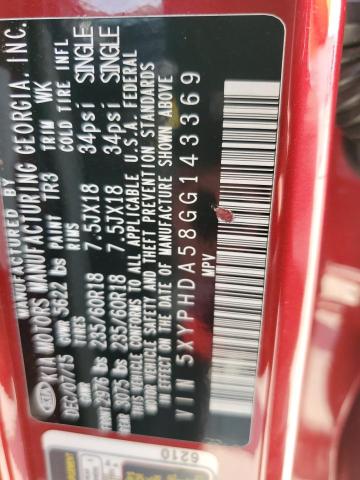 MANUFACTURED BY
KIA MOTORS MANUFACTURING GEORGIA, INC.
DEC/07/15 PAINT TR3 TRIM WK
GVWR 5622 lbs
TIRES RIMS COLD TIRE INFL
FRNT 2976 lbs 235/60R18 7.5JX18 34psi SINGLE
REAR 3075 lbs 235/60R18 7.5JX18 34psi SINGLE
THIS VEHICLE CONFORMS TO ALL APPLICABLE U.S.A. FEDERAL
MOTOR VEHICLE SAFETY AND THEFT PREVENTION STANDARDS
IN EFFECT ON THE DATE OF MANUFACTURE SHOWN ABOVE
VIN 5XYPHDA58GG143369
MPV
6210